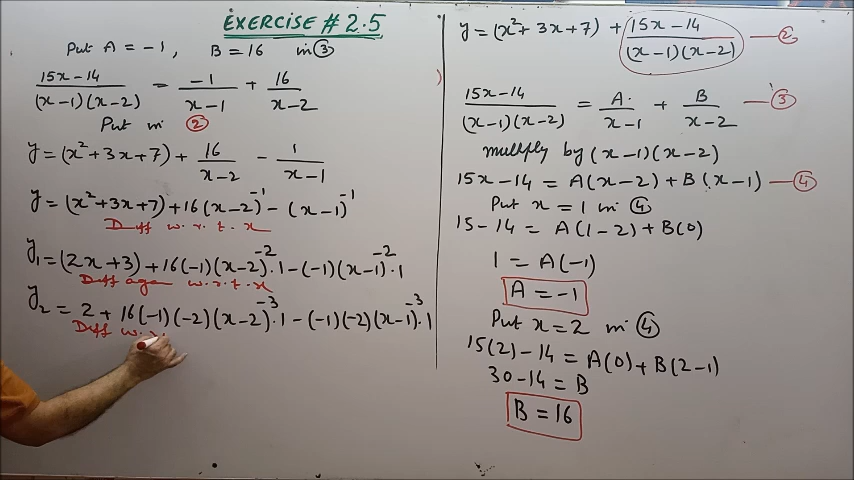 EXERCISE # 2.5
Put A = -1, B = 16 in ③
15x-14/(x-1)(x-2) = -1/x-1 + 16/x-2
Put in ②
y = (x²+3x+7) + 16/x-2 - 1/x-1
y = (x²+3x+7) + 16(x-2)⁻¹ - (x-1)⁻¹
Diff w.r.t.x
y₁ = (2x+3) + 16(-1)(x-2)⁻²·1 - (-1)(x-1)⁻²·1
Diff again w.r.t.x
y₂ = 2 + 16(-1)(-2)(x-2)⁻³·1 - (-1)(-2)(x-1)⁻³·1
Diff w.r.
y = (x²+3x+7) + 15x-14/(x-1)(x-2) — ②
15x-14/(x-1)(x-2) = A/x-1 + B/x-2 — ③
multiply by (x-1)(x-2)
15x-14 = A(x-2) + B(x-1) — ④
Put x = 1 in ④
15-14 = A(1-2) + B(0)
1 = A(-1)
A = -1
Put x = 2 in ④
15(2)-14 = A(0) + B(2-1)
30-14 = B
B = 16